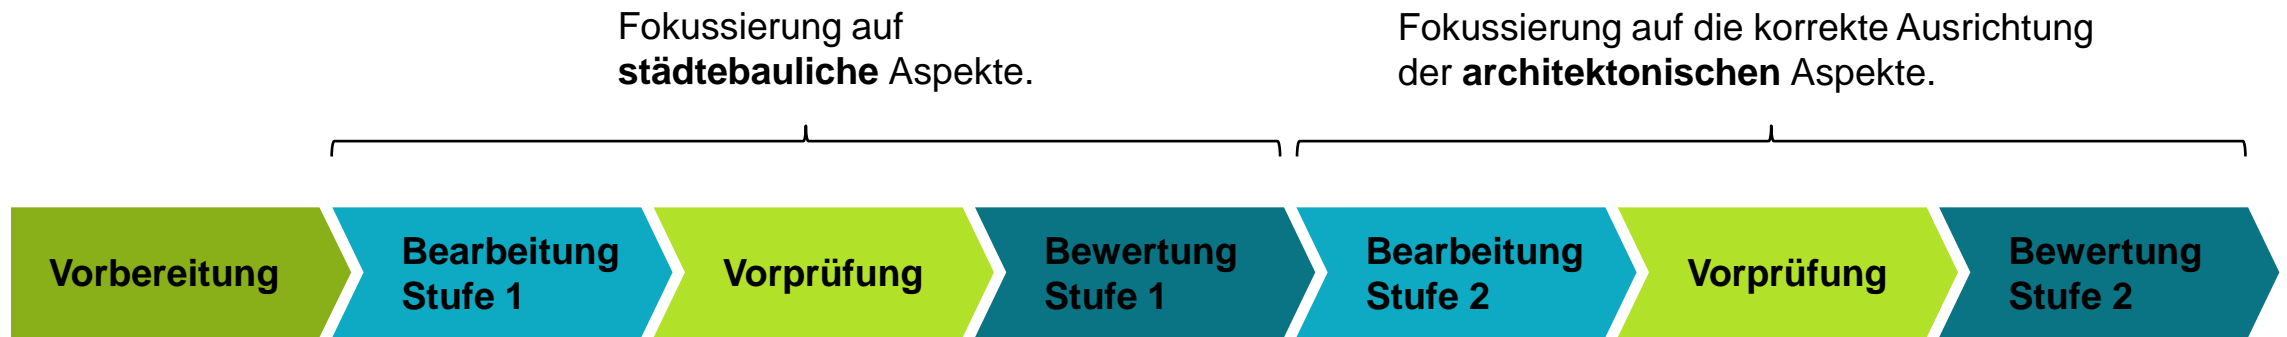 Fokussierung auf
städtebauliche Aspekte.
Fokussierung auf die korrekte Ausrichtung
der architektonischen Aspekte.
Vorbereitung
Bearbeitung
Stufe 1
Vorprüfung
Bewertung
Stufe 1
Bearbeitung
Stufe 2
Vorprüfung
Bewertung
Stufe 2